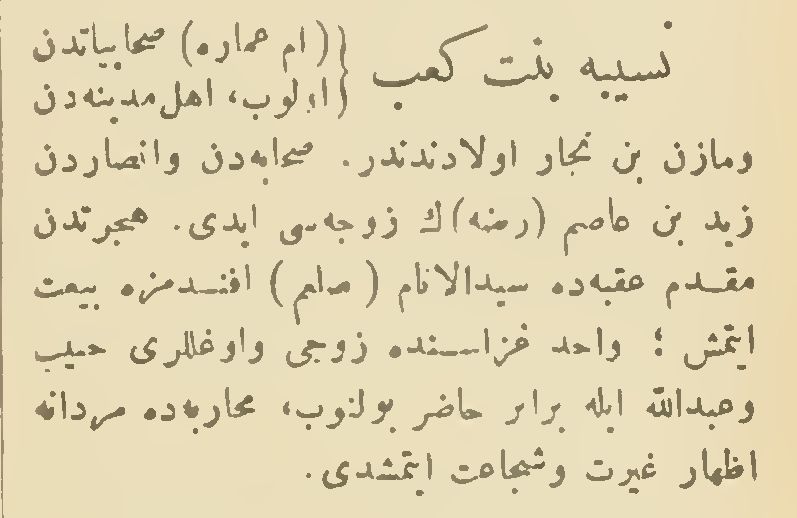 نسیبه بنت کعب {(ام عماره) صحابیاتدن
اولوب، اهل مدینه‌دن
ومازن بن نجار اولادندندر. صحابه‌دن وانصاردن
زید بن عاصم (رضه) ك زوجه‌سی ایدی. هجرتدن
مقدم عقبه‌ده سیدالانام (صلعم) افندمزه بیعت
ایتمش؛ واحد غزاسنده زوجی واوغللری حبیب
وعبدالله ایله برابر حاضر بولنوب، محاربه‌ده مردانه
اظهار غیرت وشجاعت ایتمشدی.